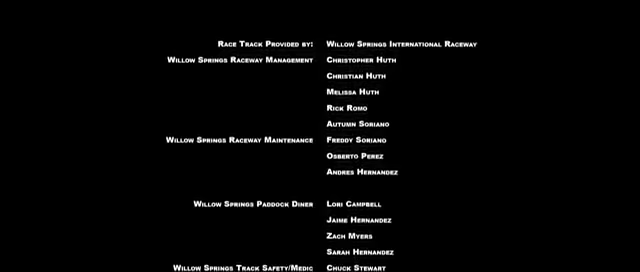 Race Track Provided by: Willow Springs International Raceway
Willow Springs Raceway Management Christopher Huth
Christian Huth
Melissa Huth
Rick Romo
Autumn Soriano
Willow Springs Raceway Maintenance Freddy Soriano
Osberto Perez
Andres Hernandez
Willow Springs Paddock Diner Lori Campbell
Jaime Hernandez
Zach Myers
Sarah Hernandez
Willow Springs Track Safety/Medic Chuck Stewart